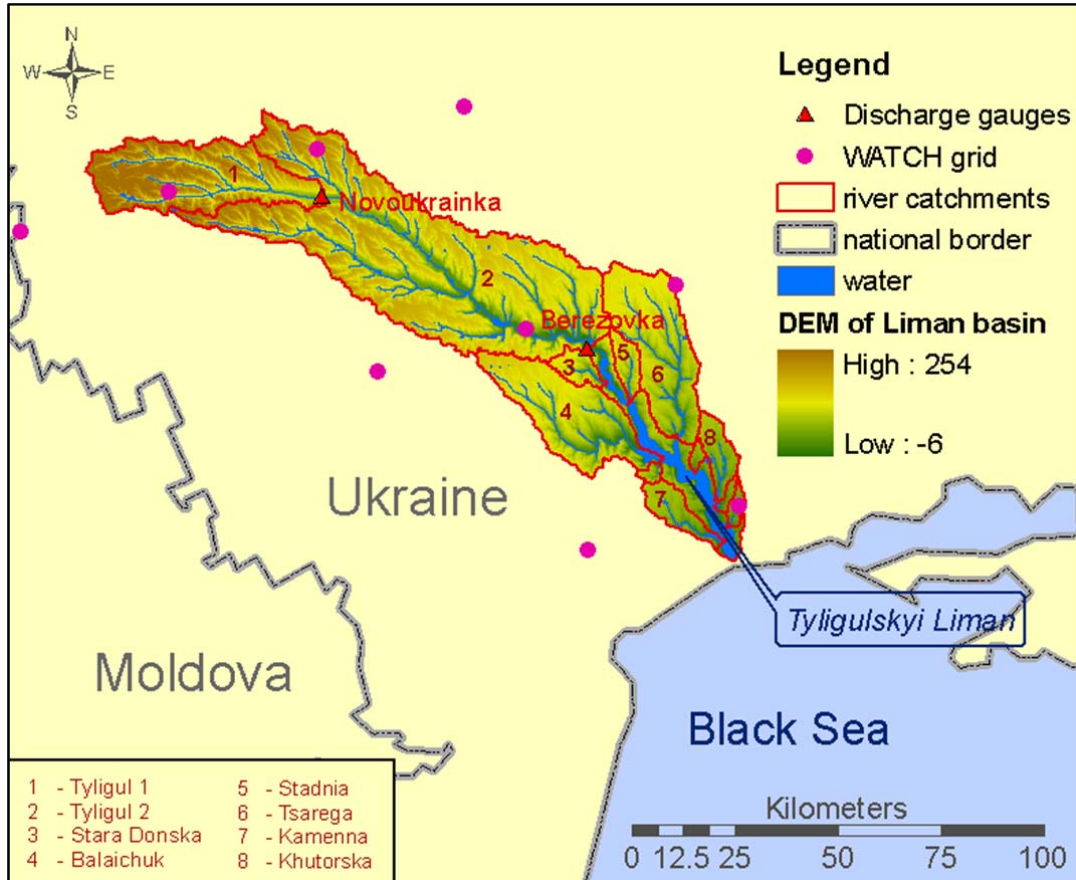 N
W E
S
Legend
Discharge gauges
WATCH grid
river catchments
national border
water
DEM of Liman basin
High : 254
Low : -6
1
Novoukrainka
2
Berezovka
3
5
6
4
8
7
Ukraine
Tyligulskyi Liman
Moldova
Black Sea
1 - Tyligul 1
2 - Tyligul 2
3 - Stara Donska
4 - Balaichuk
5 - Stadnia
6 - Tsarega
7 - Kamenna
8 - Khutorska
Kilometers
0 12.5 25 50 75 100